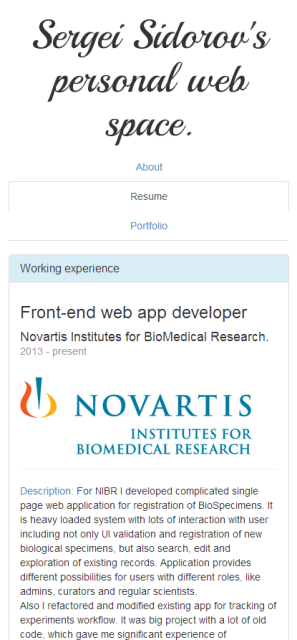 Sergei Sidorov's
personal web
space.
About
Resume
Portfolio
Working experience
Front-end web app developer
Novartis Institutes for BioMedical Research.
2013 - present
NOVARTIS
INSTITUTES FOR
BIOMEDICAL RESEARCH
Description: For NIBR I developed complicated single
page web application for registration of BioSpecimens. It
is heavy loaded system with lots of interaction with user
including not only UI validation and registration of new
biological specimens, but also search, edit and
exploration of existing records. Application provides
different possibilities for users with different roles, like
admins, curators and regular scientists.
Also I refactored and modified existing app for tracking of
experiments workflow. It was big project with a lot of old
code, which gave me significant experience of